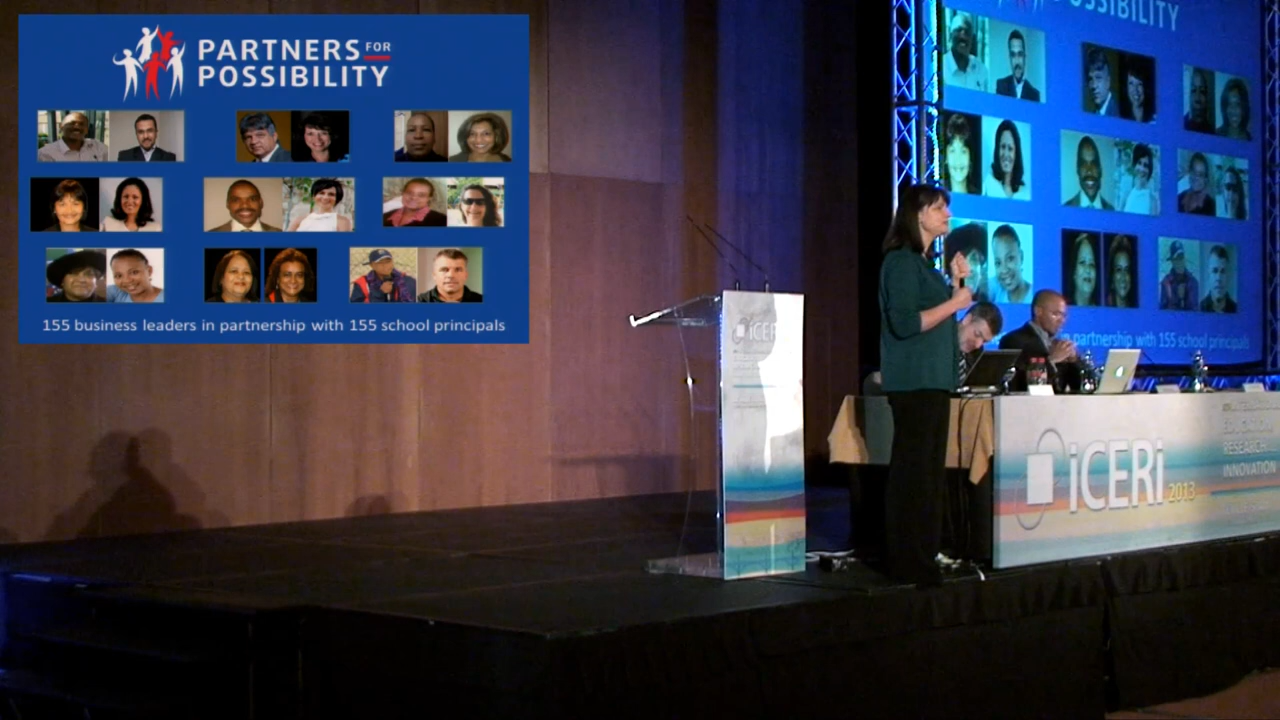 PARTNERS FOR
POSSIBILITY
155 business leaders in partnership with 155 school principals
POSSIBILITY
in partnership with 155 school principals
iCERi
iCERi 2013
EDUCATION
RESEARCH
INNOVATION